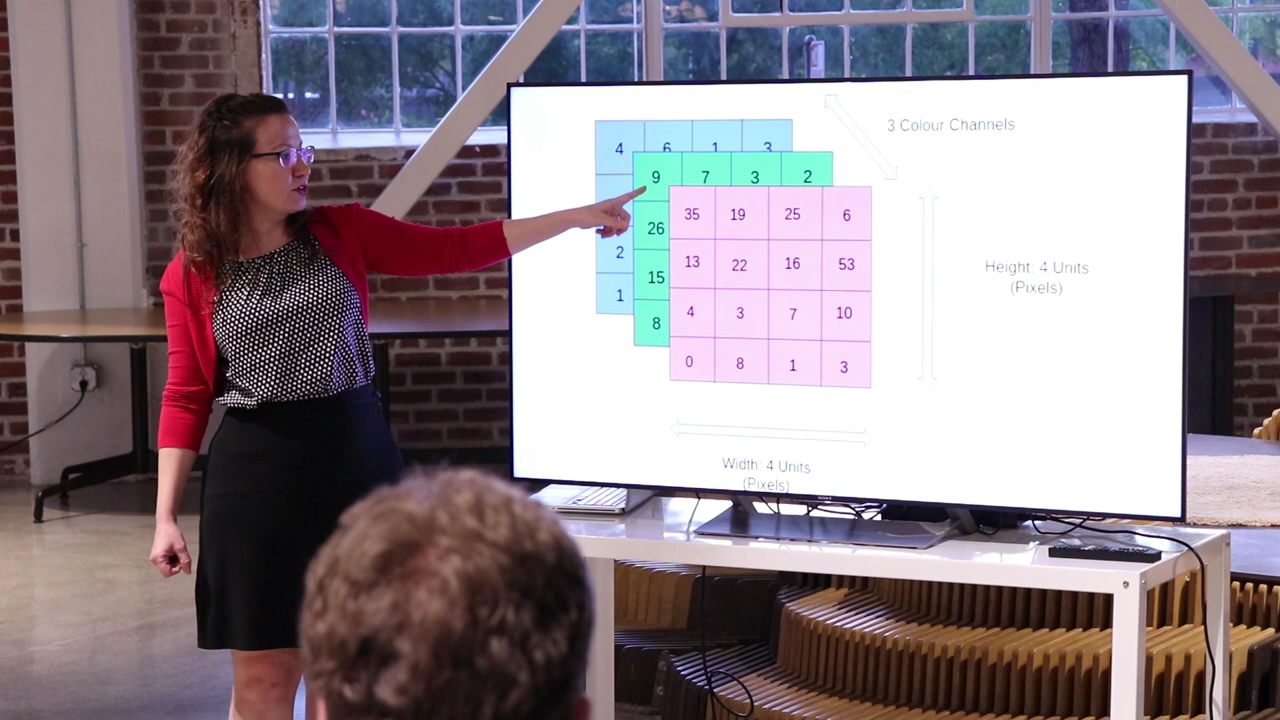 3 Colour Channels
4 6 1 3
9 7 3 2
35 19 25 6
26
13 22 16 53
2
15
4 3 7 10
1
8
0 8 1 3
Height: 4 Units
(Pixels)
Width: 4 Units
(Pixels)
SONY